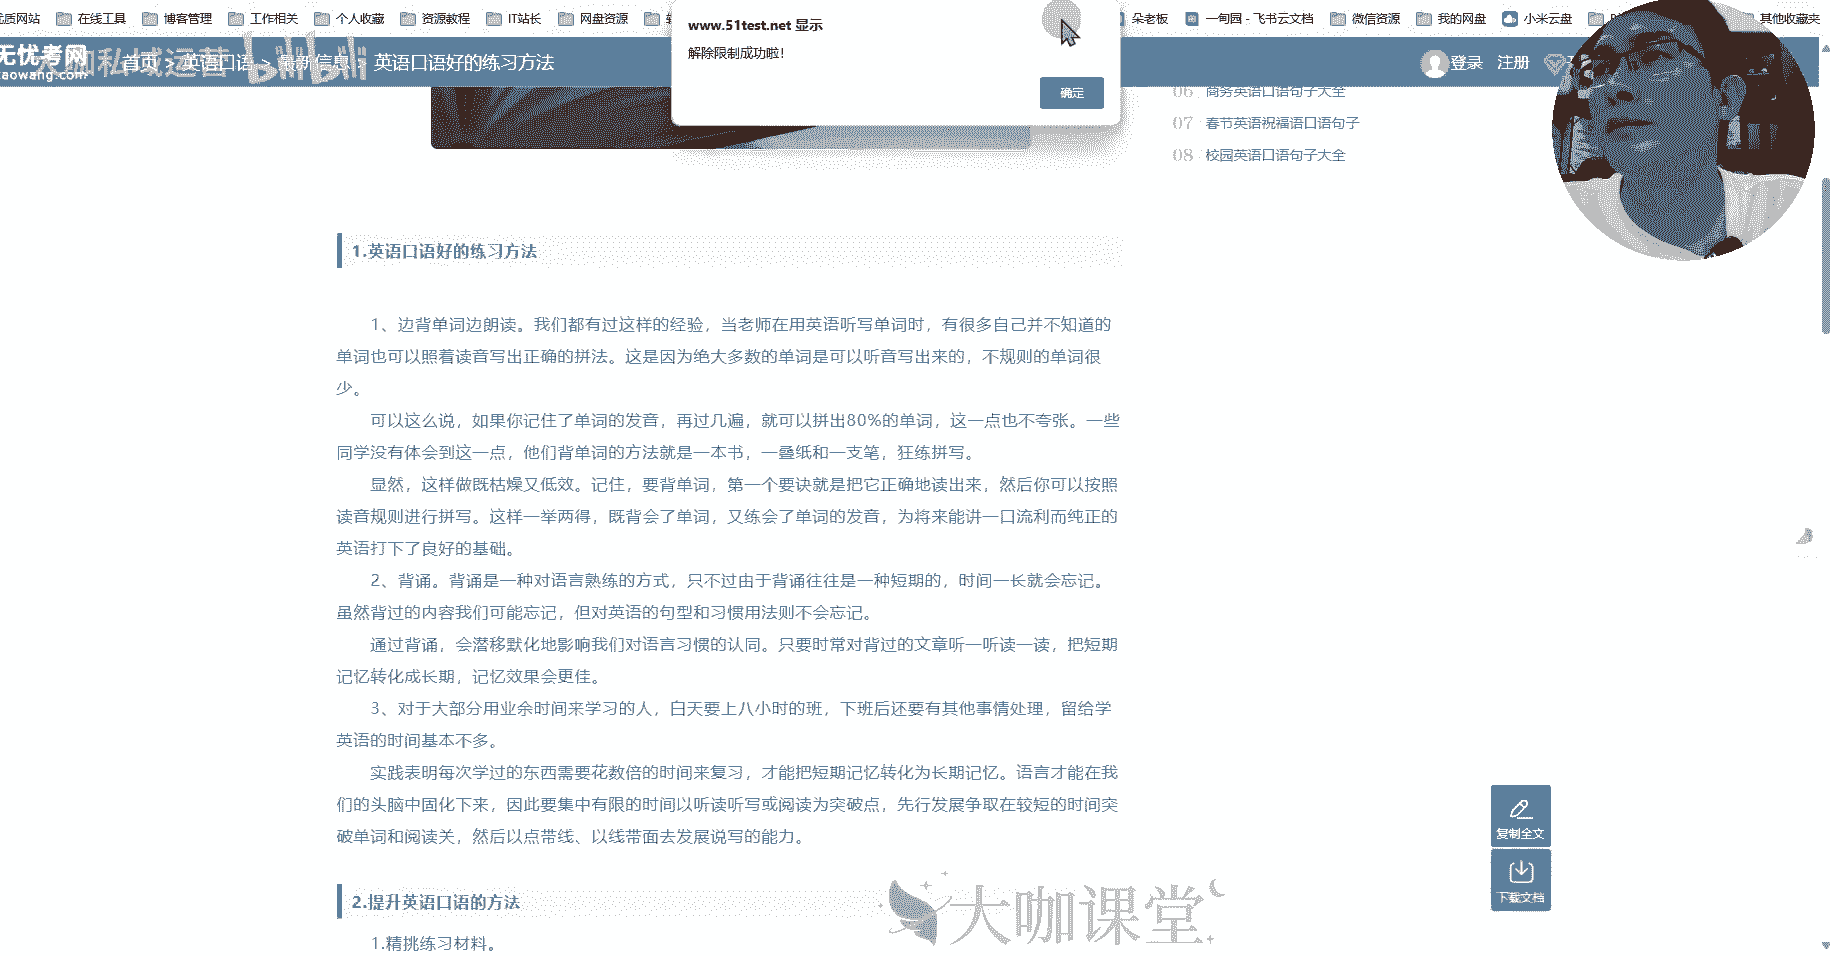 优质网站 在线工具 博客管理 工作相关 个人收藏 资源教程 IT站长 网盘资源
朵老板 一甸园 - 飞书云文档 微信资源 我的网盘 小米云盘 其他收藏夹
www.51test.net 显示
解除限制成功啦!
确定
无忧考网
aowang.com
私域运营
bilibili
首页 > 英语口语 > 最新信息 > 英语口语好的练习方法
登录 注册
06 商务英语口语句子大全
07 春节英语祝福语口语句子
08 校园英语口语句子大全
1.英语口语好的练习方法
1、边背单词边朗读。我们都有过这样的经验，当老师在用英语听写单词时，有很多自己并不知道的
单词也可以照着读音写出正确的拼法。这是因为绝大多数的单词是可以听音写出来的，不规则的单词很
少。
可以这么说，如果你记住了单词的发音，再过几遍，就可以拼出80%的单词，这一点也不夸张。一些
同学没有体会到这一点，他们背单词的方法就是一本书，一叠纸和一支笔，狂练拼写。
显然，这样做既枯燥又低效。记住，要背单词，第一个要诀就是把它正确地读出来，然后你可以按照
读音规则进行拼写。这样一举两得，既背会了单词，又练会了单词的发音，为将来能讲一口流利而纯正的
英语打下了良好的基础。
2、背诵。背诵是一种对语言熟练的方式，只不过由于背诵往往是一种短期的，时间一长就会忘记。
虽然背过的内容我们可能忘记，但对英语的句型和习惯用法则不会忘记。
通过背诵，会潜移默化地影响我们对语言习惯的认同。只要时常对背过的文章听一听读一读，把短期
记忆转化成长期，记忆效果会更佳。
3、对于大部分用业余时间来学习的人，白天要上八小时的班，下班后还要有其他事情处理，留给学
英语的时间基本不多。
实践表明每次学过的东西需要花数倍的时间来复习，才能把短期记忆转化为长期记忆。语言才能在我
们的头脑中固化下来，因此要集中有限的时间以听读听写或阅读为突破点，先行发展争取在较短的时间突
破单词和阅读关，然后以点带线、以线带面去发展说写的能力。
复制全文
下载文档
2.提升英语口语的方法
大咖课堂
1.精挑练习材料。